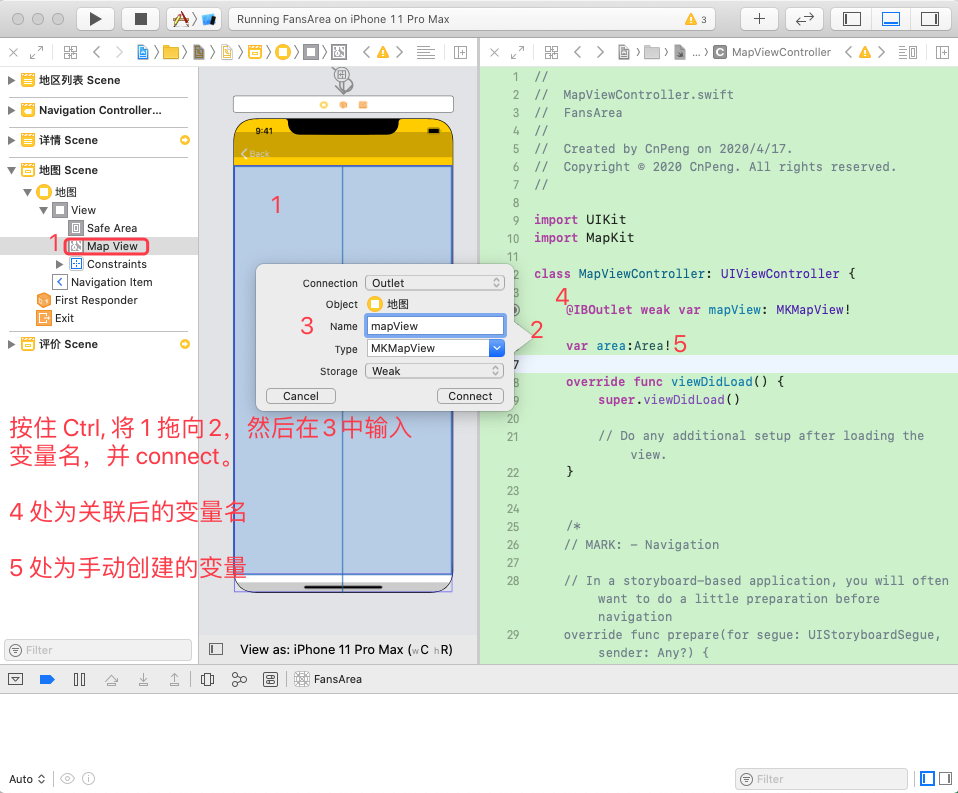 Running FansArea on iPhone 11 Pro Max
3
... MapViewController
地区列表 Scene
Navigation Controller...
详情 Scene
地图 Scene
地图
View
Safe Area
1 Map View
Constraints
Navigation Item
First Responder
Exit
评价 Scene
Filter
9:41
Back
1
Connection Outlet
Object 地图
3 Name mapView
Type MKMapView
Storage Weak
Cancel Connect
2
按住 Ctrl, 将 1 拖向 2，然后在 3 中输入
变量名，并 connect。
4 处为关联后的变量名
5 处为手动创建的变量
View as: iPhone 11 Pro Max (wC hR)
1 //
2 // MapViewController.swift
3 // FansArea
4 //
5 // Created by CnPeng on 2020/4/17.
6 // Copyright © 2020 CnPeng. All rights reserved.
7 //
8
9 import UIKit
10 import MapKit
11
2 class MapViewController: UIViewController {
3
4
@IBOutlet weak var mapView: MKMapView!
var area:Area! 5
7
8 override func viewDidLoad() {
9 super.viewDidLoad()
20
21 // Do any additional setup after loading the
view.
22 }
23
24
25 /*
26 // MARK: - Navigation
27
28 // In a storyboard-based application, you will often
want to do a little preparation before
navigation
29 override func prepare(for segue: UIStoryboardSegue,
sender: Any?) {
FansArea
Auto
Filter